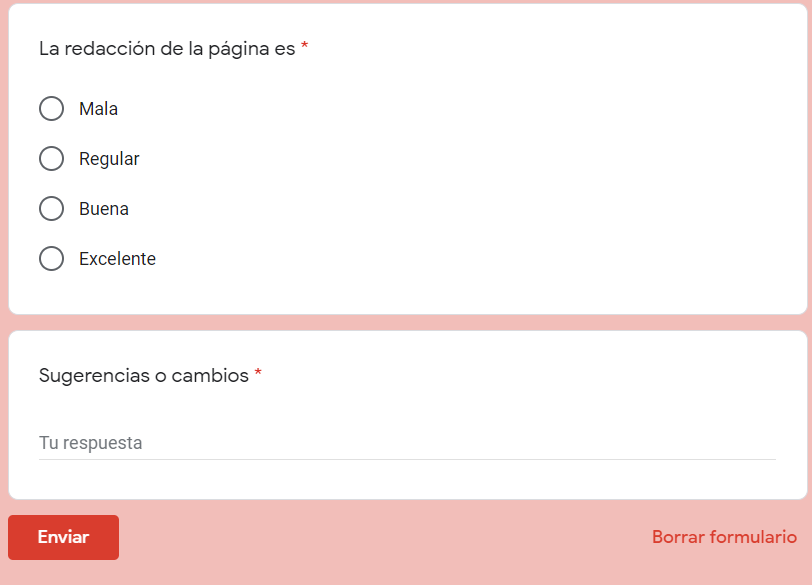 La redacción de la página es *
Mala
Regular
Buena
Excelente
Sugerencias o cambios *
Tu respuesta
Enviar
Borrar formulario